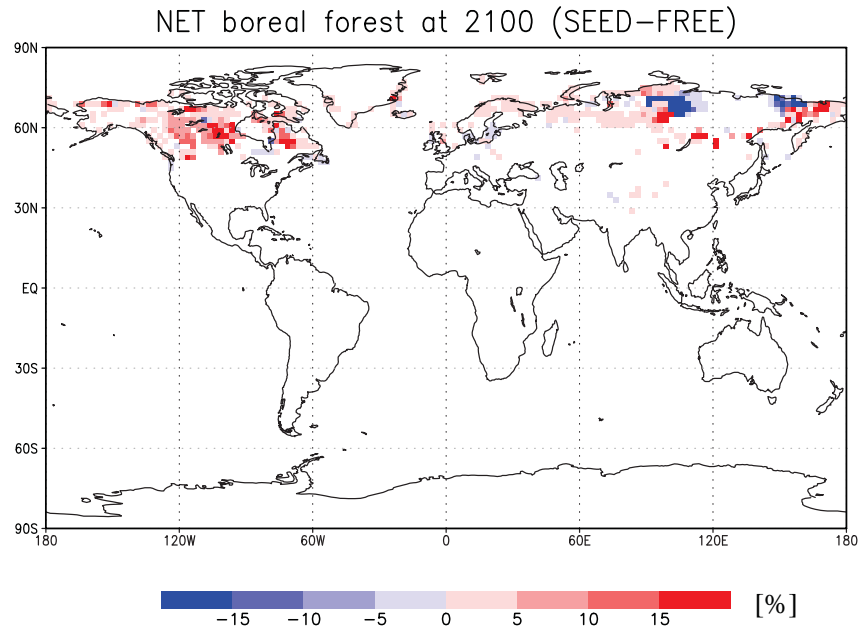 NET boreal forest at 2100 (SEED−FREE)
90N
60N
30N
EQ
30S
60S
90S
180 120W 60W 0 60E 120E 180
−15 −10 −5 0 5 10 15 [%]